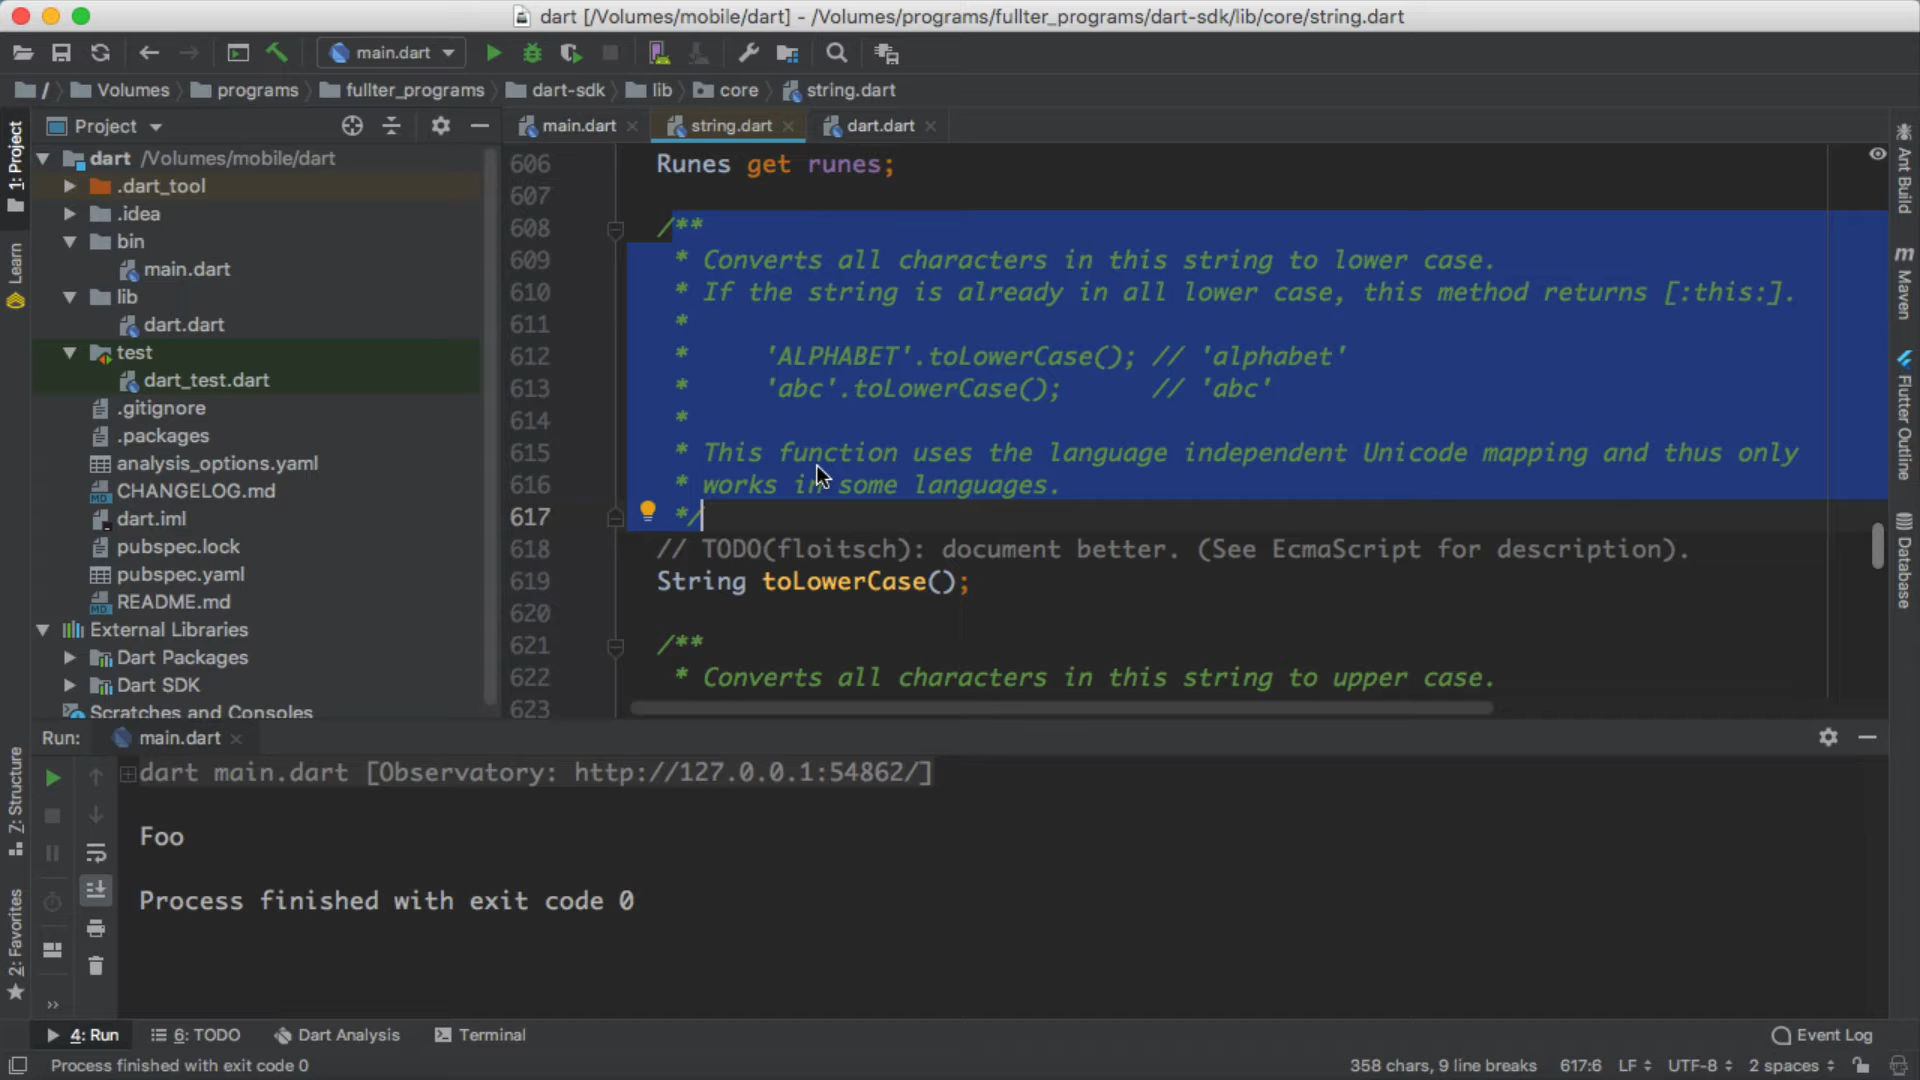 dart [/Volumes/mobile/dart] - /Volumes/programs/fullter_programs/dart-sdk/lib/core/string.dart
main.dart
/ Volumes programs fullter_programs dart-sdk lib core string.dart
1: Project
Learn
Z: Structure
2: Favorites
Project
dart /Volumes/mobile/dart
.dart_tool
.idea
bin
main.dart
lib
dart.dart
test
dart_test.dart
.gitignore
.packages
analysis_options.yaml
CHANGELOG.md
dart.iml
pubspec.lock
pubspec.yaml
README.md
External Libraries
Dart Packages
Dart SDK
Scratches and Consoles
main.dart string.dart dart.dart
606 Runes get runes;
607
608 /**
609 * Converts all characters in this string to lower case.
610 * If the string is already in all lower case, this method returns [:this:].
611 *
612 * 'ALPHABET'.toLowerCase(); // 'alphabet'
613 * 'abc'.toLowerCase(); // 'abc'
614 *
615 * This function uses the language independent Unicode mapping and thus only
616 * works in some languages.
617 */
618 // TODO(floitsch): document better. (See EcmaScript for description).
619 String toLowerCase();
620
621 /**
622 * Converts all characters in this string to upper case.
623
Ant Build
m Maven
Flutter Outline
Database
Run: main.dart
dart main.dart [Observatory: http://127.0.0.1:54862/]
Foo
Process finished with exit code 0
4: Run 6: TODO Dart Analysis Terminal Event Log
Process finished with exit code 0 358 chars, 9 line breaks 617:6 LF UTF-8 2 spaces